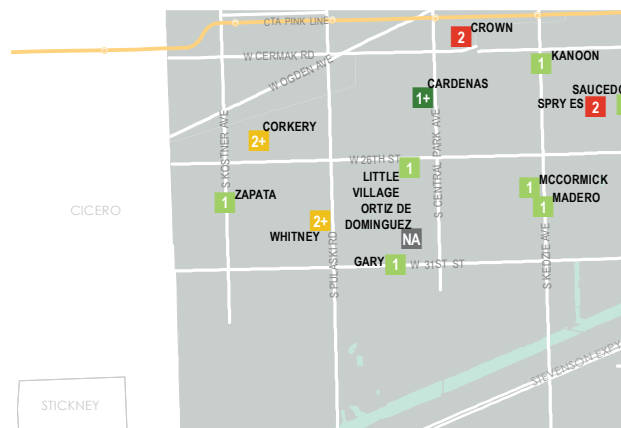 CTA PINK LINE
CROWN
2
W CERMAK RD
KANOON
1
W OGDEN AVE
CARDENAS
1+
SAUCEDO
SPRY ES
2
CORKERY
2+
S KOSTNER AVE
S CENTRAL PARK AVE
W 26TH ST
1
LITTLE
VILLAGE
ZAPATA
1
MCCORMICK
1
MADERO
1
CICERO
ORTIZ DE
DOMINGUEZ
NA
2+
WHITNEY
S PULASKI RD
S KEDZIE AVE
GARY
1
W 31ST ST
STEVENSON EXPY
STICKNEY